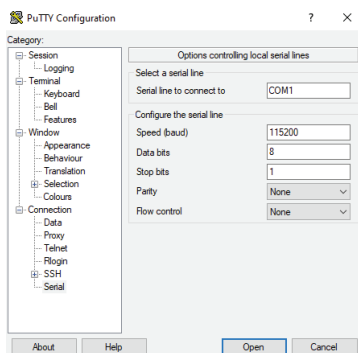 PuTTY Configuration
?
Category:
Session
Logging
Terminal
Keyboard
Bell
Features
Window
Appearance
Behaviour
Translation
Selection
Colours
Connection
Data
Proxy
Telnet
Rlogin
SSH
Serial
Options controlling local serial lines
Select a serial line
Serial line to connect to COM1
Configure the serial line
Speed (baud) 115200
Data bits 8
Stop bits 1
Parity None
Flow control None
About Help Open Cancel